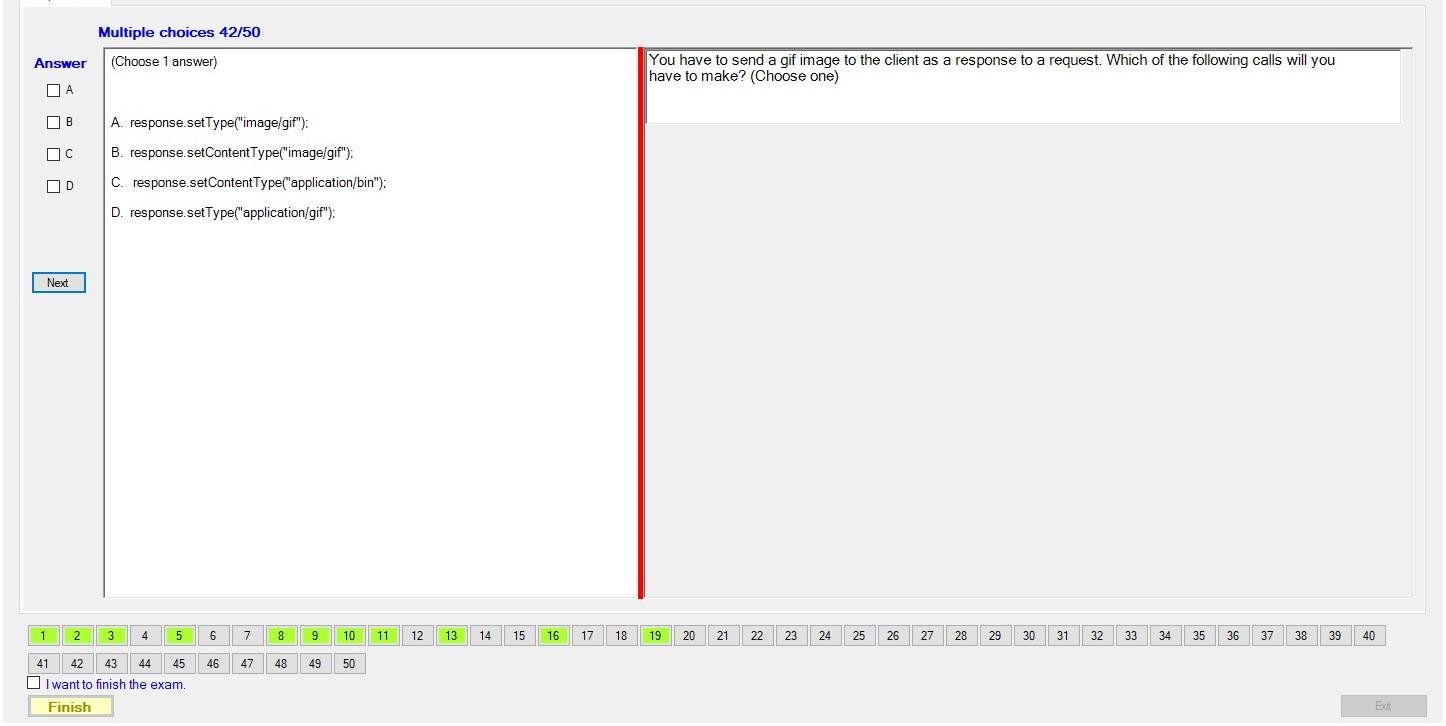 Multiple choices 42/50
Answer
(Choose 1 answer)
A
B
C
D
A. response.setType("image/gif");
B. response.setContentType("image/gif");
C. response.setContentType("application/bin");
D. response.setType("application/gif");
Next
You have to send a gif image to the client as a response to a request. Which of the following calls will you
have to make? (Choose one)
1 2 3 4 5 6 7 8 9 10 11 12 13 14 15 16 17 18 19 20 21 22 23 24 25 26 27 28 29 30 31 32 33 34 35 36 37 38 39 40
41 42 43 44 45 46 47 48 49 50
I want to finish the exam.
Finish
Exit